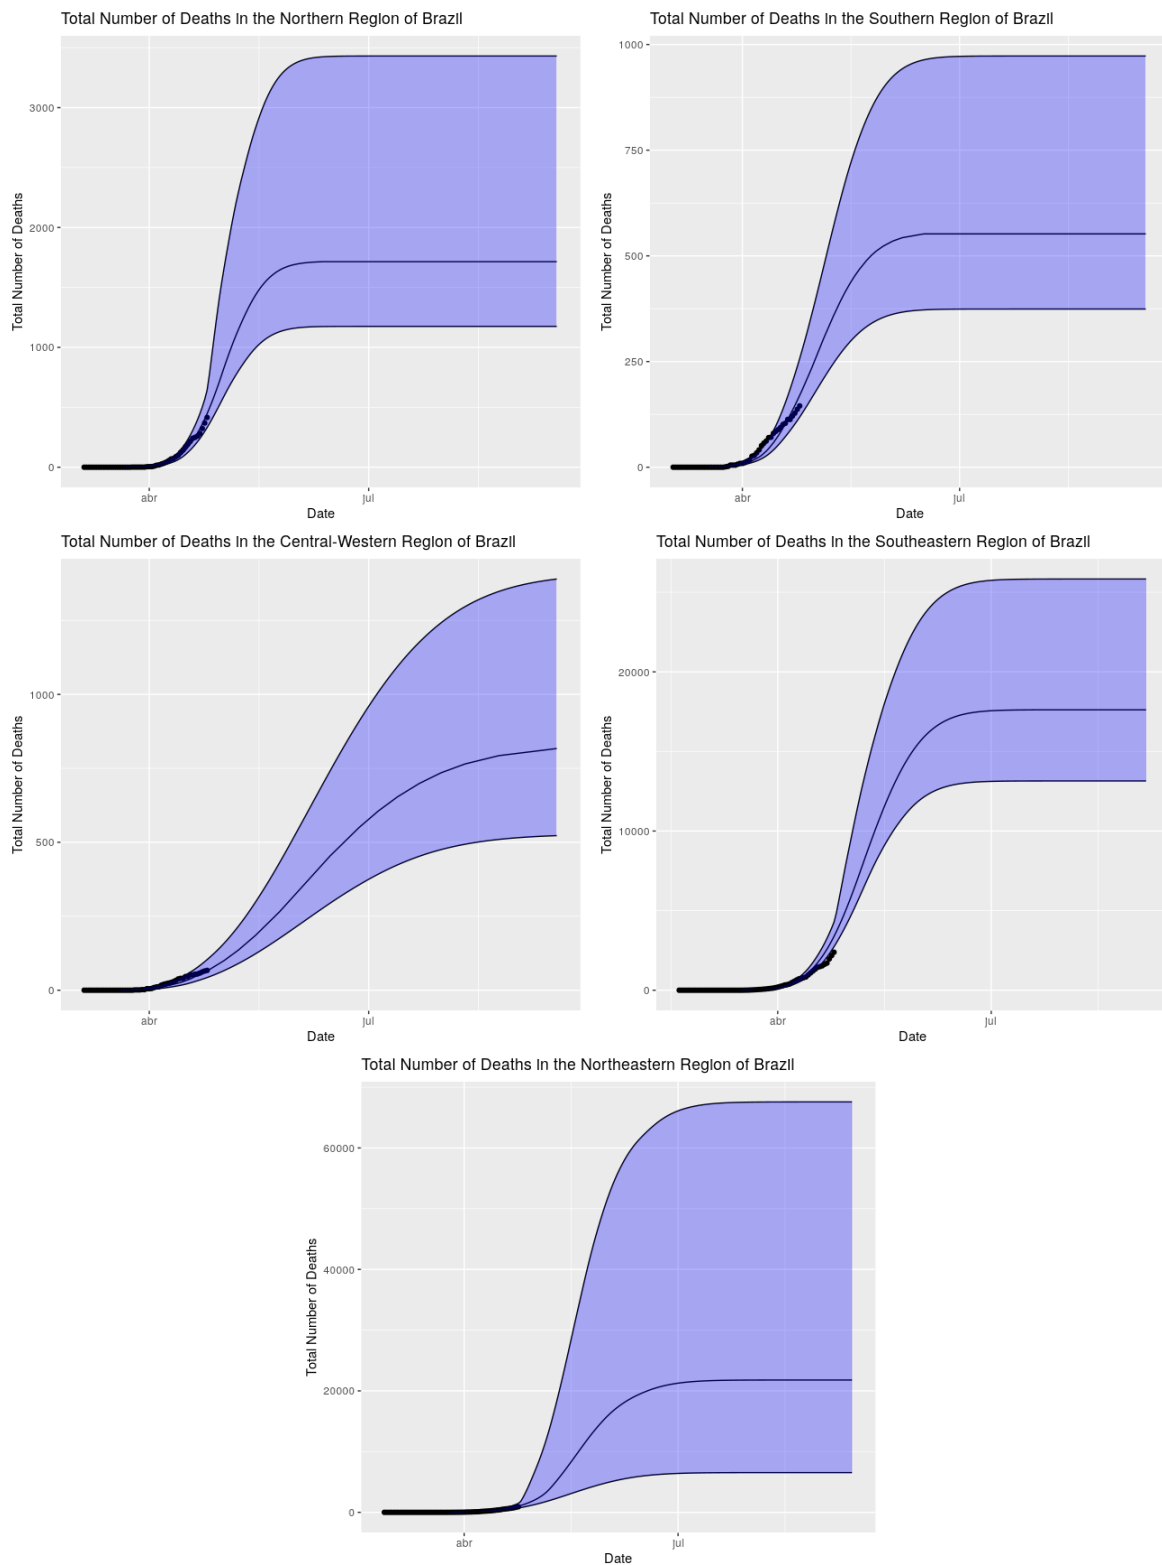 Total Number of Deaths in the Northern Region of Brazil
Total Number of Deaths
3000
2000
1000
0
abr
jul
Date
Total Number of Deaths in the Southern Region of Brazil
Total Number of Deaths
1000
750
500
250
0
abr
jul
Date
Total Number of Deaths in the Central-Western Region of Brazil
Total Number of Deaths
1000
500
0
abr
jul
Date
Total Number of Deaths in the Southeastern Region of Brazil
Total Number of Deaths
20000
10000
0
abr
jul
Date
Total Number of Deaths in the Northeastern Region of Brazil
Total Number of Deaths
60000
40000
20000
0
abr
jul
Date